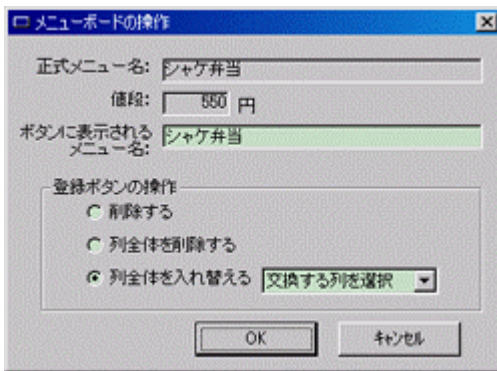 メニューボードの操作
正式メニュー名: シャケ弁当
値段: 550 円
ボタンに表示される
メニュー名: シャケ弁当
登録ボタンの操作
削除する
列全体を削除する
列全体を入れ替える 交換する列を選択
OK キャンセル